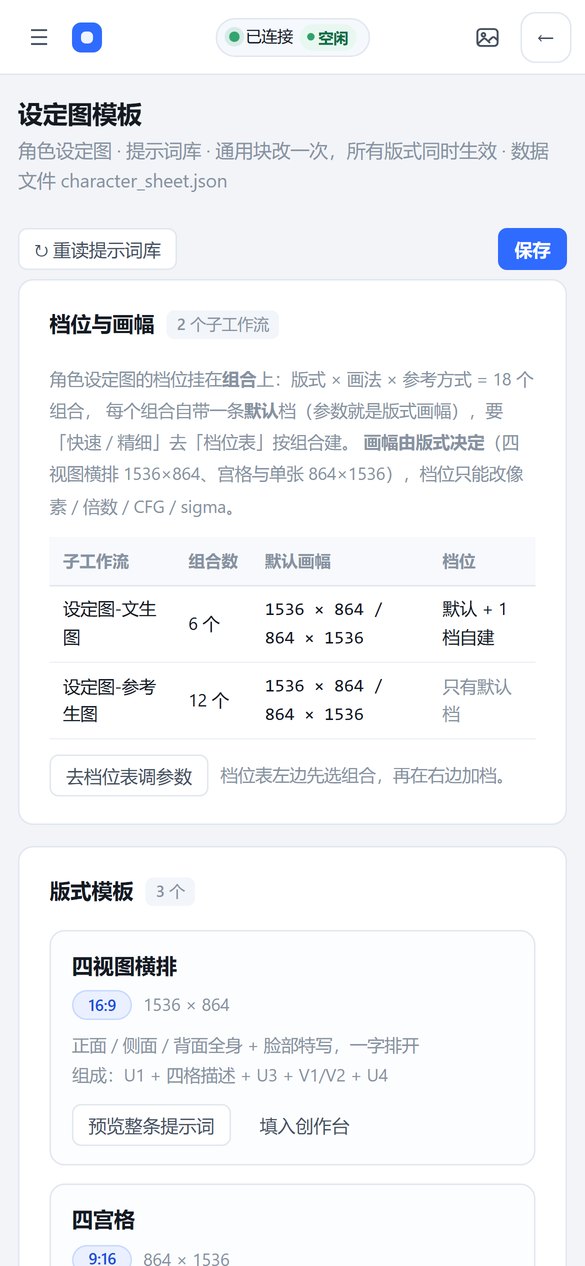 已连接 空闲
←
设定图模板
角色设定图 · 提示词库 · 通用块改一次，所有版式同时生效 · 数据
文件 character_sheet.json
↻ 重读提示词库
保存
档位与画幅 2 个子工作流
角色设定图的档位挂在组合上：版式 × 画法 × 参考方式 = 18 个
组合， 每个组合自带一条默认档（参数就是版式画幅），要
「快速 / 精细」去「档位表」按组合建。 画幅由版式决定（四
视图横排 1536×864、宫格与单张 864×1536），档位只能改像
素 / 倍数 / CFG / sigma。
子工作流 组合数 默认画幅 档位
设定图-文生 6 个 1536 × 864 / 默认 + 1
图 864 × 1536 档自建
设定图-参考 12 个 1536 × 864 / 只有默认
生图 864 × 1536 档
去档位表调参数 档位表左边先选组合，再在右边加档。
版式模板 3 个
四视图横排
16:9 1536 × 864
正面 / 侧面 / 背面全身 + 脸部特写，一字排开
组成：U1 + 四格描述 + U3 + V1/V2 + U4
预览整条提示词 填入创作台
四宫格
9:16 864 × 1536